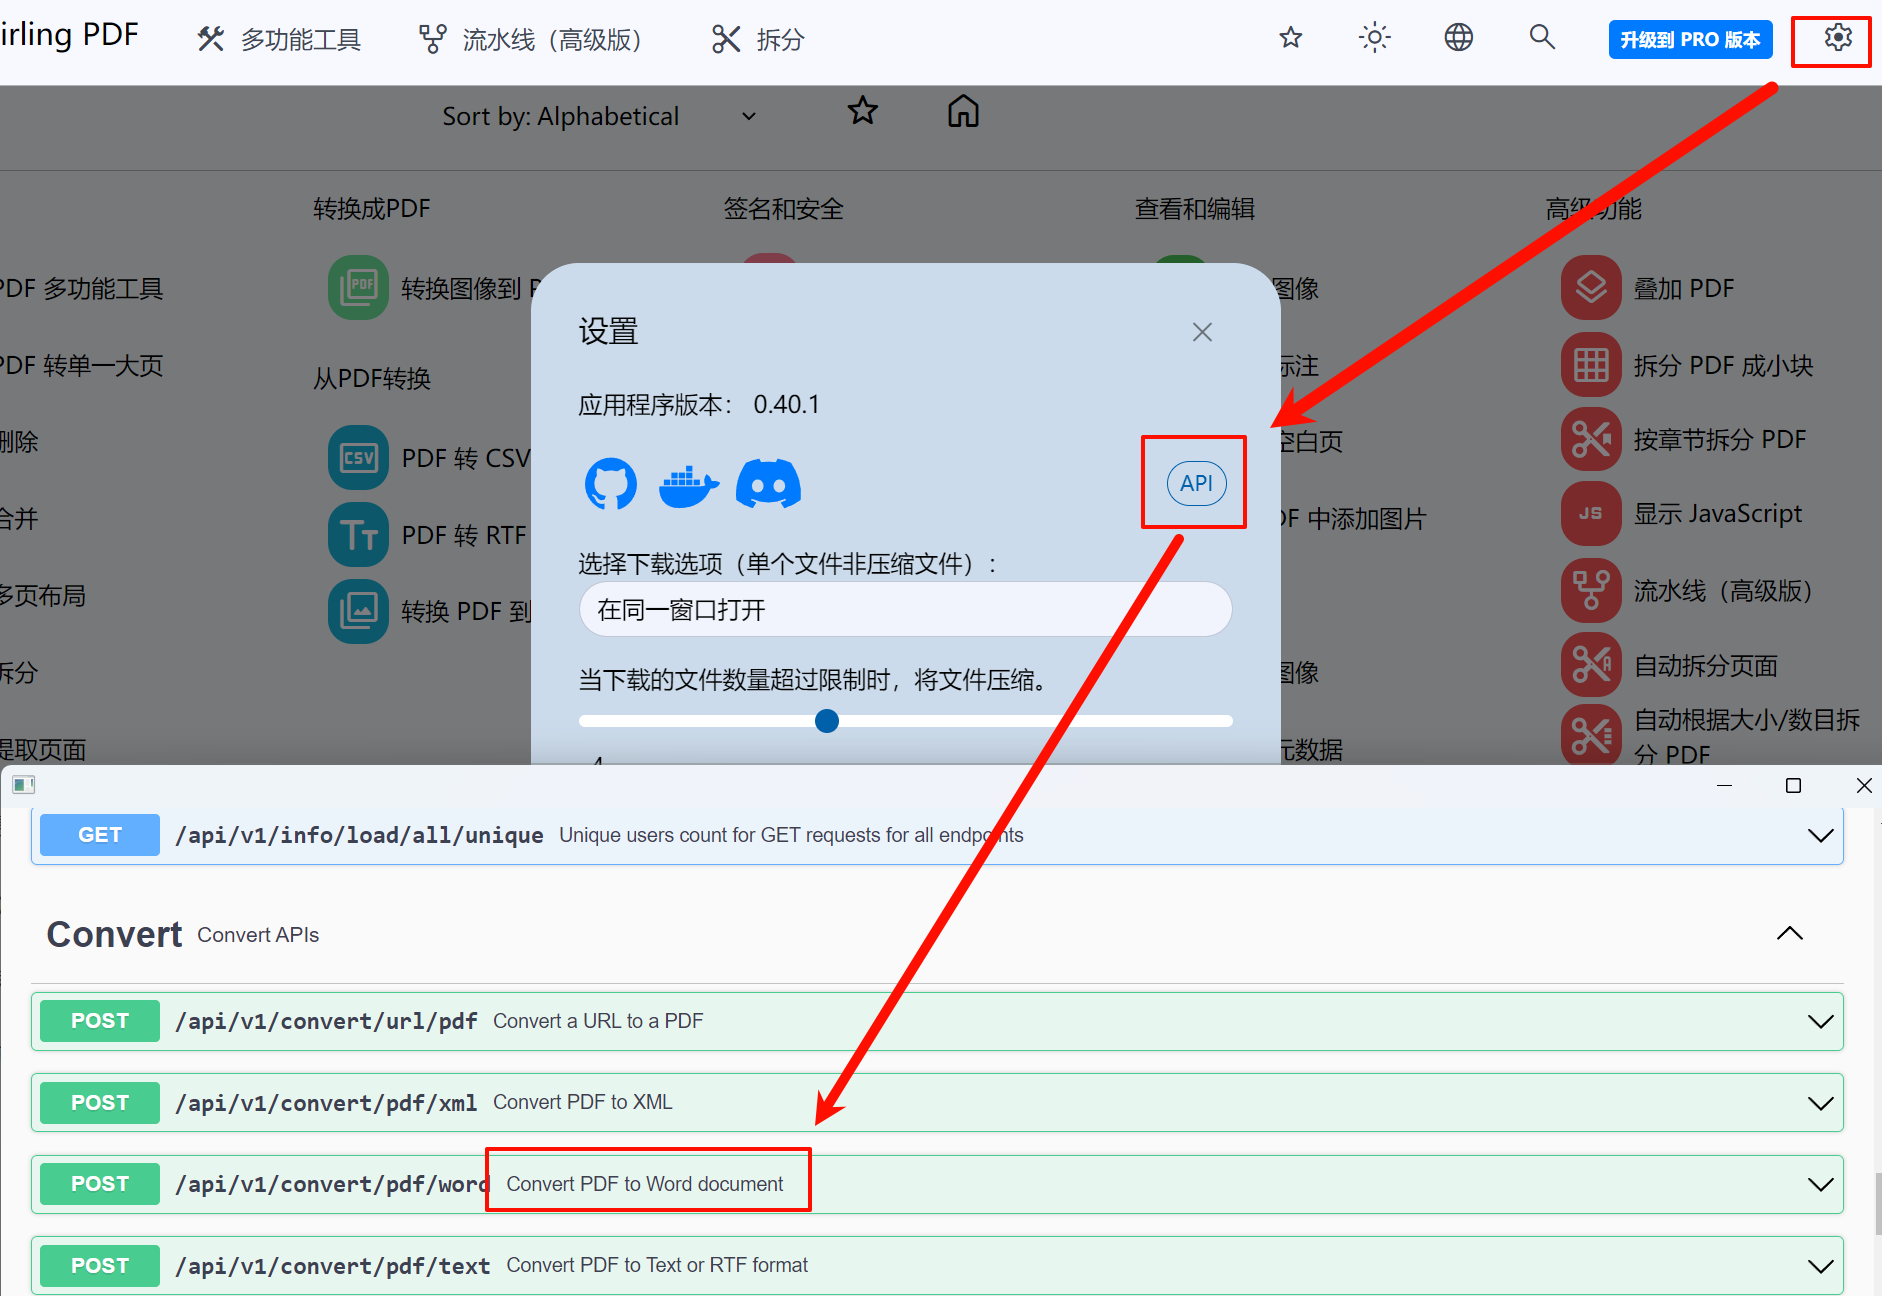 irling PDF
多功能工具
流水线（高级版）
拆分
升级到 PRO 版本
Sort by: Alphabetical
转换成PDF
签名和安全
查看和编辑
高级功能
PDF 多功能工具
转换图像到
图像
叠加 PDF
PDF 转单一大页
设置
标注
拆分 PDF 成小块
从PDF转换
应用程序版本： 0.40.1
删除
PDF 转 CSV
空白页
按章节拆分 PDF
API
合并
PDF 转 RTF
DF 中添加图片
JS
显示 JavaScript
选择下载选项（单个文件非压缩文件）：
在同一窗口打开
多页布局
转换 PDF 到
流水线（高级版）
拆分
当下载的文件数量超过限制时，将文件压缩。
图像
自动拆分页面
提取页面
4
元数据
自动根据大小/数目拆
分 PDF
GET /api/v1/info/load/all/unique Unique users count for GET requests for all endpoints
Convert Convert APIs
POST /api/v1/convert/url/pdf Convert a URL to a PDF
POST /api/v1/convert/pdf/xml Convert PDF to XML
POST /api/v1/convert/pdf/word Convert PDF to Word document
POST /api/v1/convert/pdf/text Convert PDF to Text or RTF format